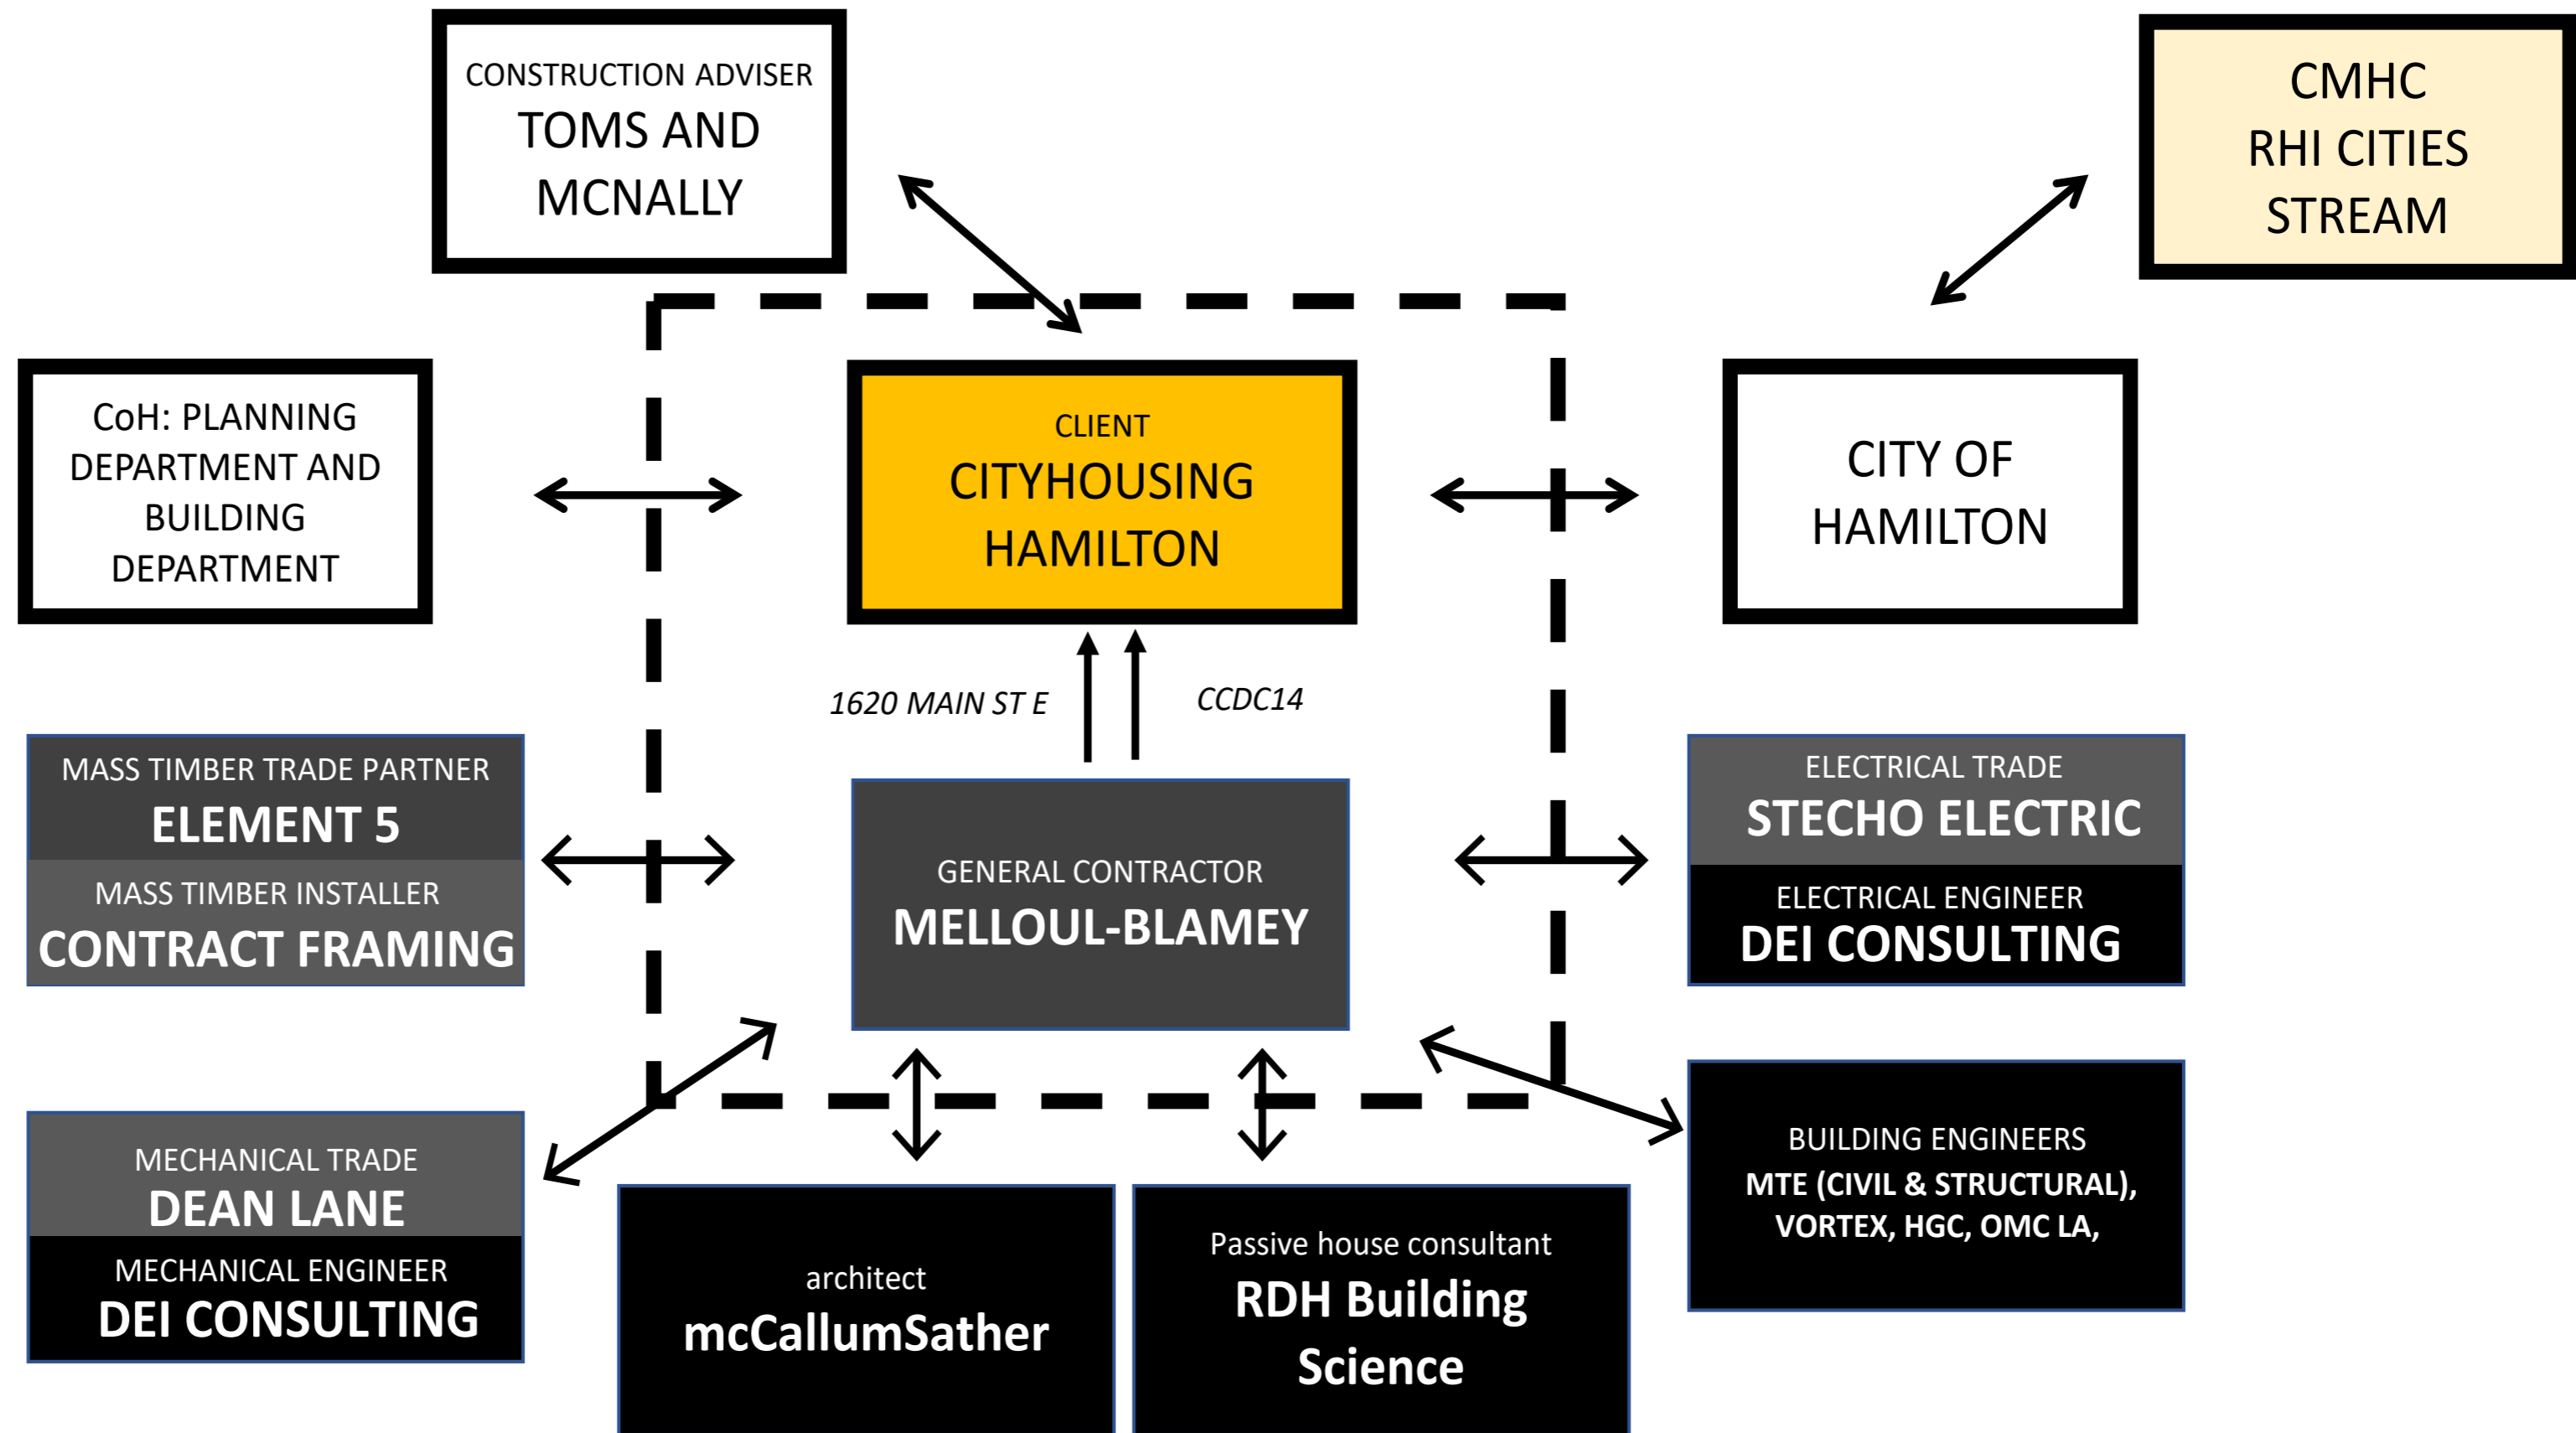 CONSTRUCTION ADVISER
TOMS AND
MCNALLY
CMHC
RHI CITIES
STREAM
CoH: PLANNING
DEPARTMENT AND
BUILDING
DEPARTMENT
CLIENT
CITYHOUSING
HAMILTON
CITY OF
HAMILTON
1620 MAIN ST E
CCDC14
MASS TIMBER TRADE PARTNER
ELEMENT 5
MASS TIMBER INSTALLER
CONTRACT FRAMING
GENERAL CONTRACTOR
MELLOUL-BLAMEY
ELECTRICAL TRADE
STECHO ELECTRIC
ELECTRICAL ENGINEER
DEI CONSULTING
MECHANICAL TRADE
DEAN LANE
MECHANICAL ENGINEER
DEI CONSULTING
architect
mcCallumSather
Passive house consultant
RDH Building
Science
BUILDING ENGINEERS
MTE (CIVIL & STRUCTURAL),
VORTEX, HGC, OMC LA,